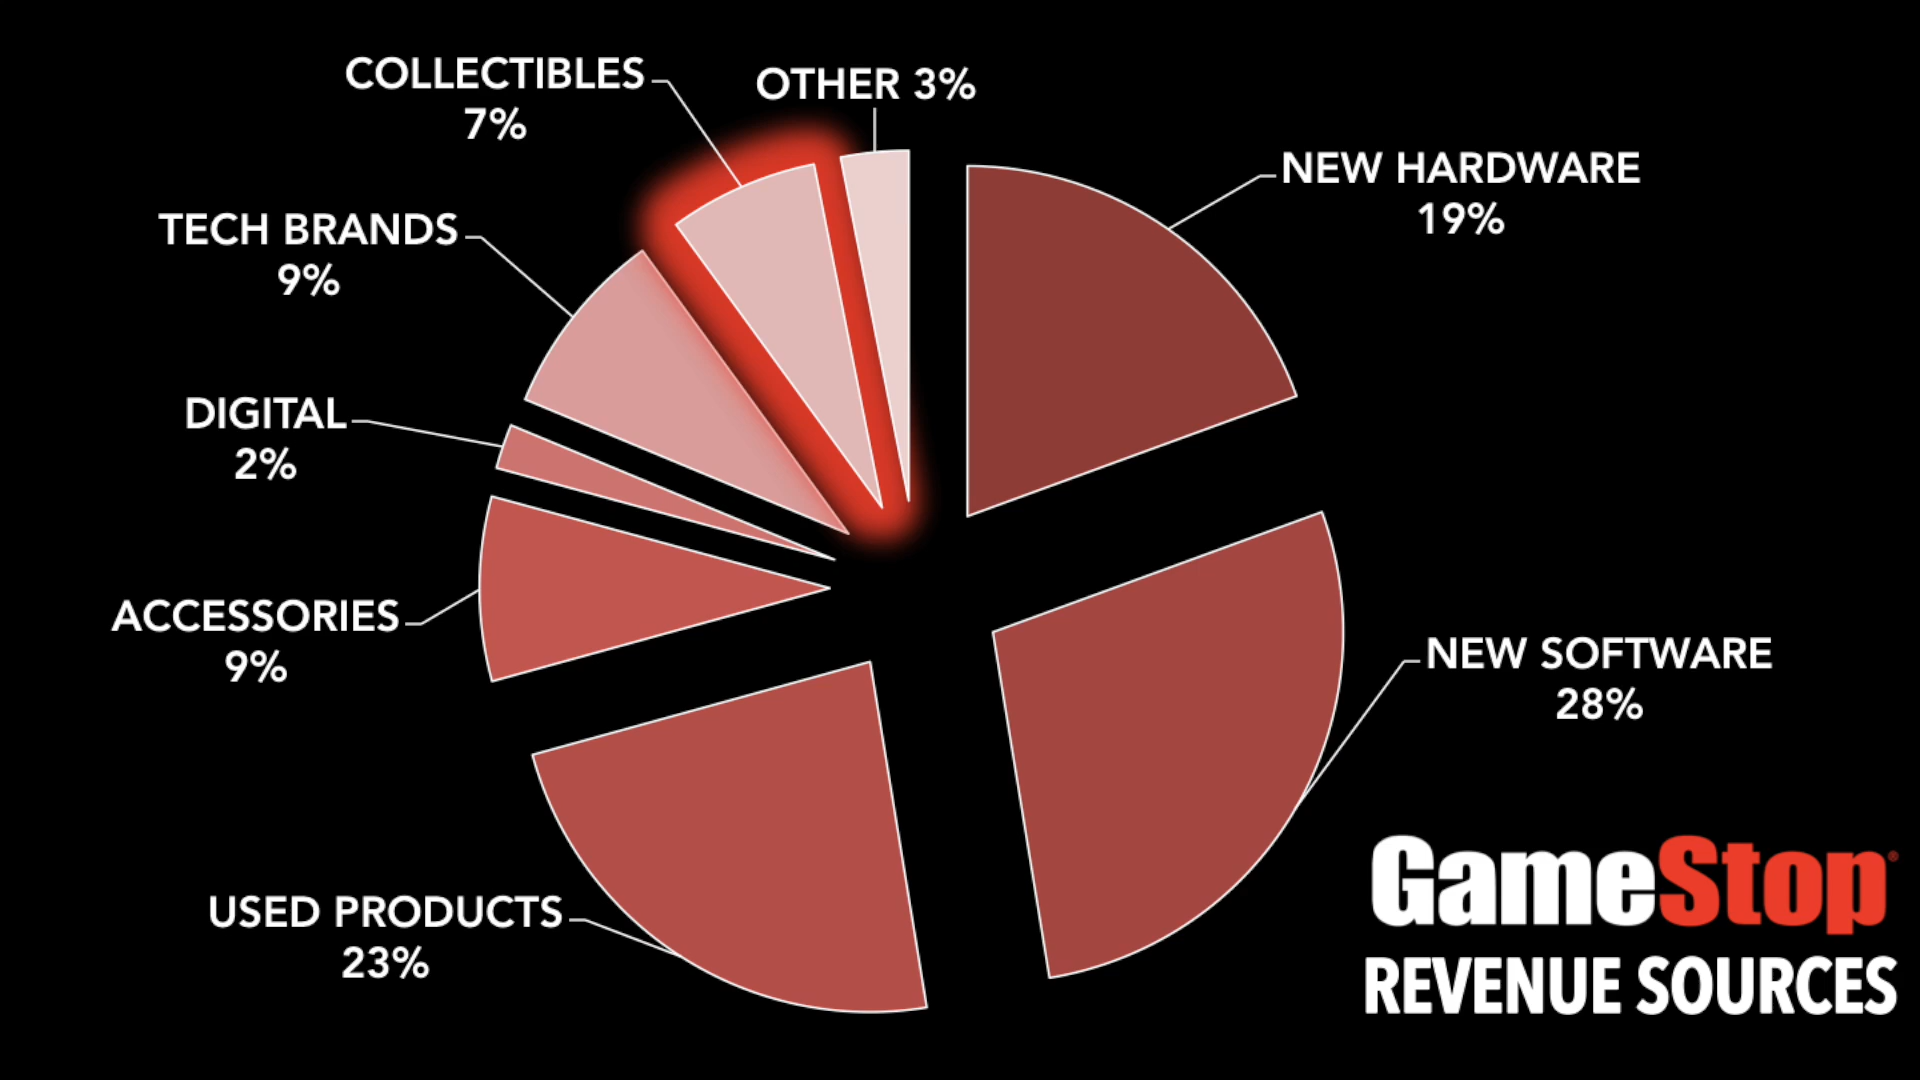 COLLECTIBLES
7%
OTHER 3%
NEW HARDWARE
19%
TECH BRANDS
9%
DIGITAL
2%
ACCESSORIES
9%
NEW SOFTWARE
28%
USED PRODUCTS
23%
GameStop®
REVENUE SOURCES